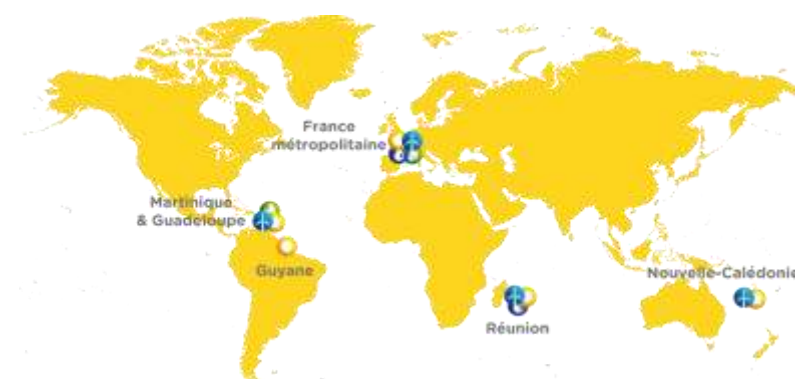 France
métropolitaine
Martinique
& Guadeloupe
Guyane
Nouvelle-Calédonie
Réunion